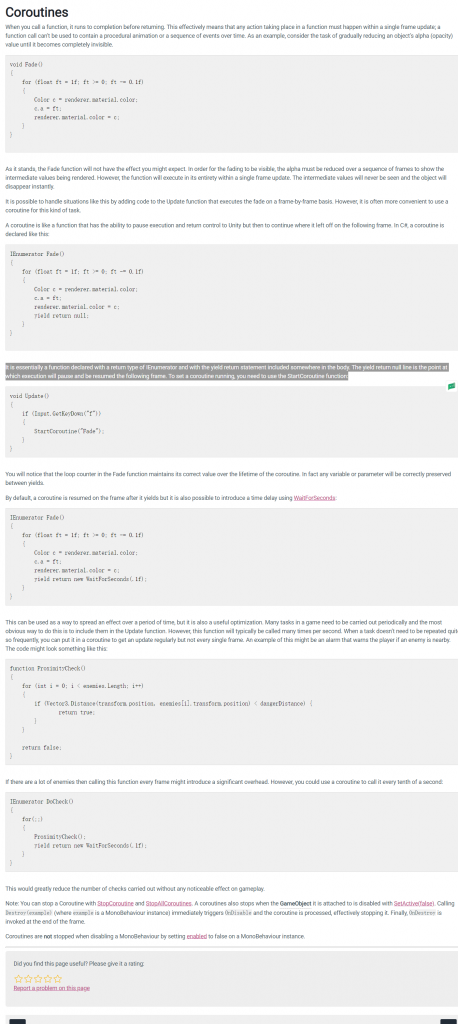 Coroutines
When you call a function, it runs to completion before returning. This effectively means that any action taking place in a function must happen within a single frame update; a
function call can't be used to contain a procedural animation or a sequence of events over time. As an example, consider the task of gradually reducing an object's alpha (opacity)
value until it becomes completely invisible.
void Fade()
{
for (float ft = 1f; ft >= 0; ft -= 0.1f)
{
Color c = renderer.material.color;
c.a = ft;
renderer.material.color = c;
}
}
As it stands, the Fade function will not have the effect you might expect. In order for the fading to be visible, the alpha must be reduced over a sequence of frames to show the
intermediate values being rendered. However, the function will execute in its entirety within a single frame update. The intermediate values will never be seen and the object will
disappear instantly.
It is possible to handle situations like this by adding code to the Update function that executes the fade on a frame-by-frame basis. However, it is often more convenient to use a
coroutine for this kind of task.
A coroutine is like a function that has the ability to pause execution and return control to Unity but then to continue where it left off on the following frame. In C#, a coroutine is
declared like this:
IEnumerator Fade()
{
for (float ft = 1f; ft >= 0; ft -= 0.1f)
{
Color c = renderer.material.color;
c.a = ft;
renderer.material.color = c;
yield return null;
}
}
It is essentially a function declared with a return type of IEnumerator and with the yield return statement included somewhere in the body. The yield return null line is the point at
which execution will pause and be resumed the following frame. To set a coroutine running, you need to use the StartCoroutine function:
void Update()
{
if (Input.GetKeyDown("f"))
{
StartCoroutine("Fade");
}
}
You will notice that the loop counter in the Fade function maintains its correct value over the lifetime of the coroutine. In fact any variable or parameter will be correctly preserved
between yields.
By default, a coroutine is resumed on the frame after it yields but it is also possible to introduce a time delay using WaitForSeconds:
IEnumerator Fade()
{
for (float ft = 1f; ft >= 0; ft -= 0.1f)
{
Color c = renderer.material.color;
c.a = ft;
renderer.material.color = c;
yield return new WaitForSeconds(.1f);
}
}
This can be used as a way to spread an effect over a period of time, but it is also a useful optimization. Many tasks in a game need to be carried out periodically and the most
obvious way to do this is to include them in the Update function. However, this function will typically be called many times per second. When a task doesn't need to be repeated quit
so frequently, you can put it in a coroutine to get an update regularly but not every single frame. An example of this might be an alarm that warns the player if an enemy is nearby.
The code might look something like this:
function ProximityCheck()
{
for (int i = 0; i < enemies.Length; i++)
{
if (Vector3.Distance(transform.position, enemies[i].transform.position) < dangerDistance) {
return true;
}
}
return false;
}
If there are a lot of enemies then calling this function every frame might introduce a significant overhead. However, you could use a coroutine to call it every tenth of a second:
IEnumerator DoCheck()
{
for(;;)
{
ProximityCheck();
yield return new WaitForSeconds(.1f);
}
}
This would greatly reduce the number of checks carried out without any noticeable effect on gameplay.
Note: You can stop a Coroutine with StopCoroutine and StopAllCoroutines. A coroutines also stops when the GameObject it is attached to is disabled with SetActive(false). Calling
Destroy(example) (where example is a MonoBehaviour instance) immediately triggers OnDisable and the coroutine is processed, effectively stopping it. Finally, OnDestroy is
invoked at the end of the frame.
Coroutines are not stopped when disabling a MonoBehaviour by setting enabled to false on a MonoBehaviour instance.
Did you find this page useful? Please give it a rating:
Report a problem on this page